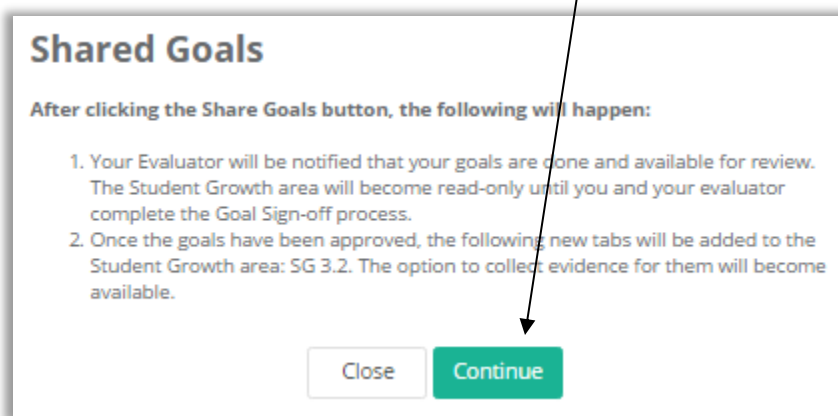 Shared Goals
After clicking the Share Goals button, the following will happen:
1. Your Evaluator will be notified that your goals are done and available for review.
The Student Growth area will become read-only until you and your evaluator
complete the Goal Sign-off process.
2. Once the goals have been approved, the following new tabs will be added to the
Student Growth area: SG 3.2. The option to collect evidence for them will become
available.
Close Continue